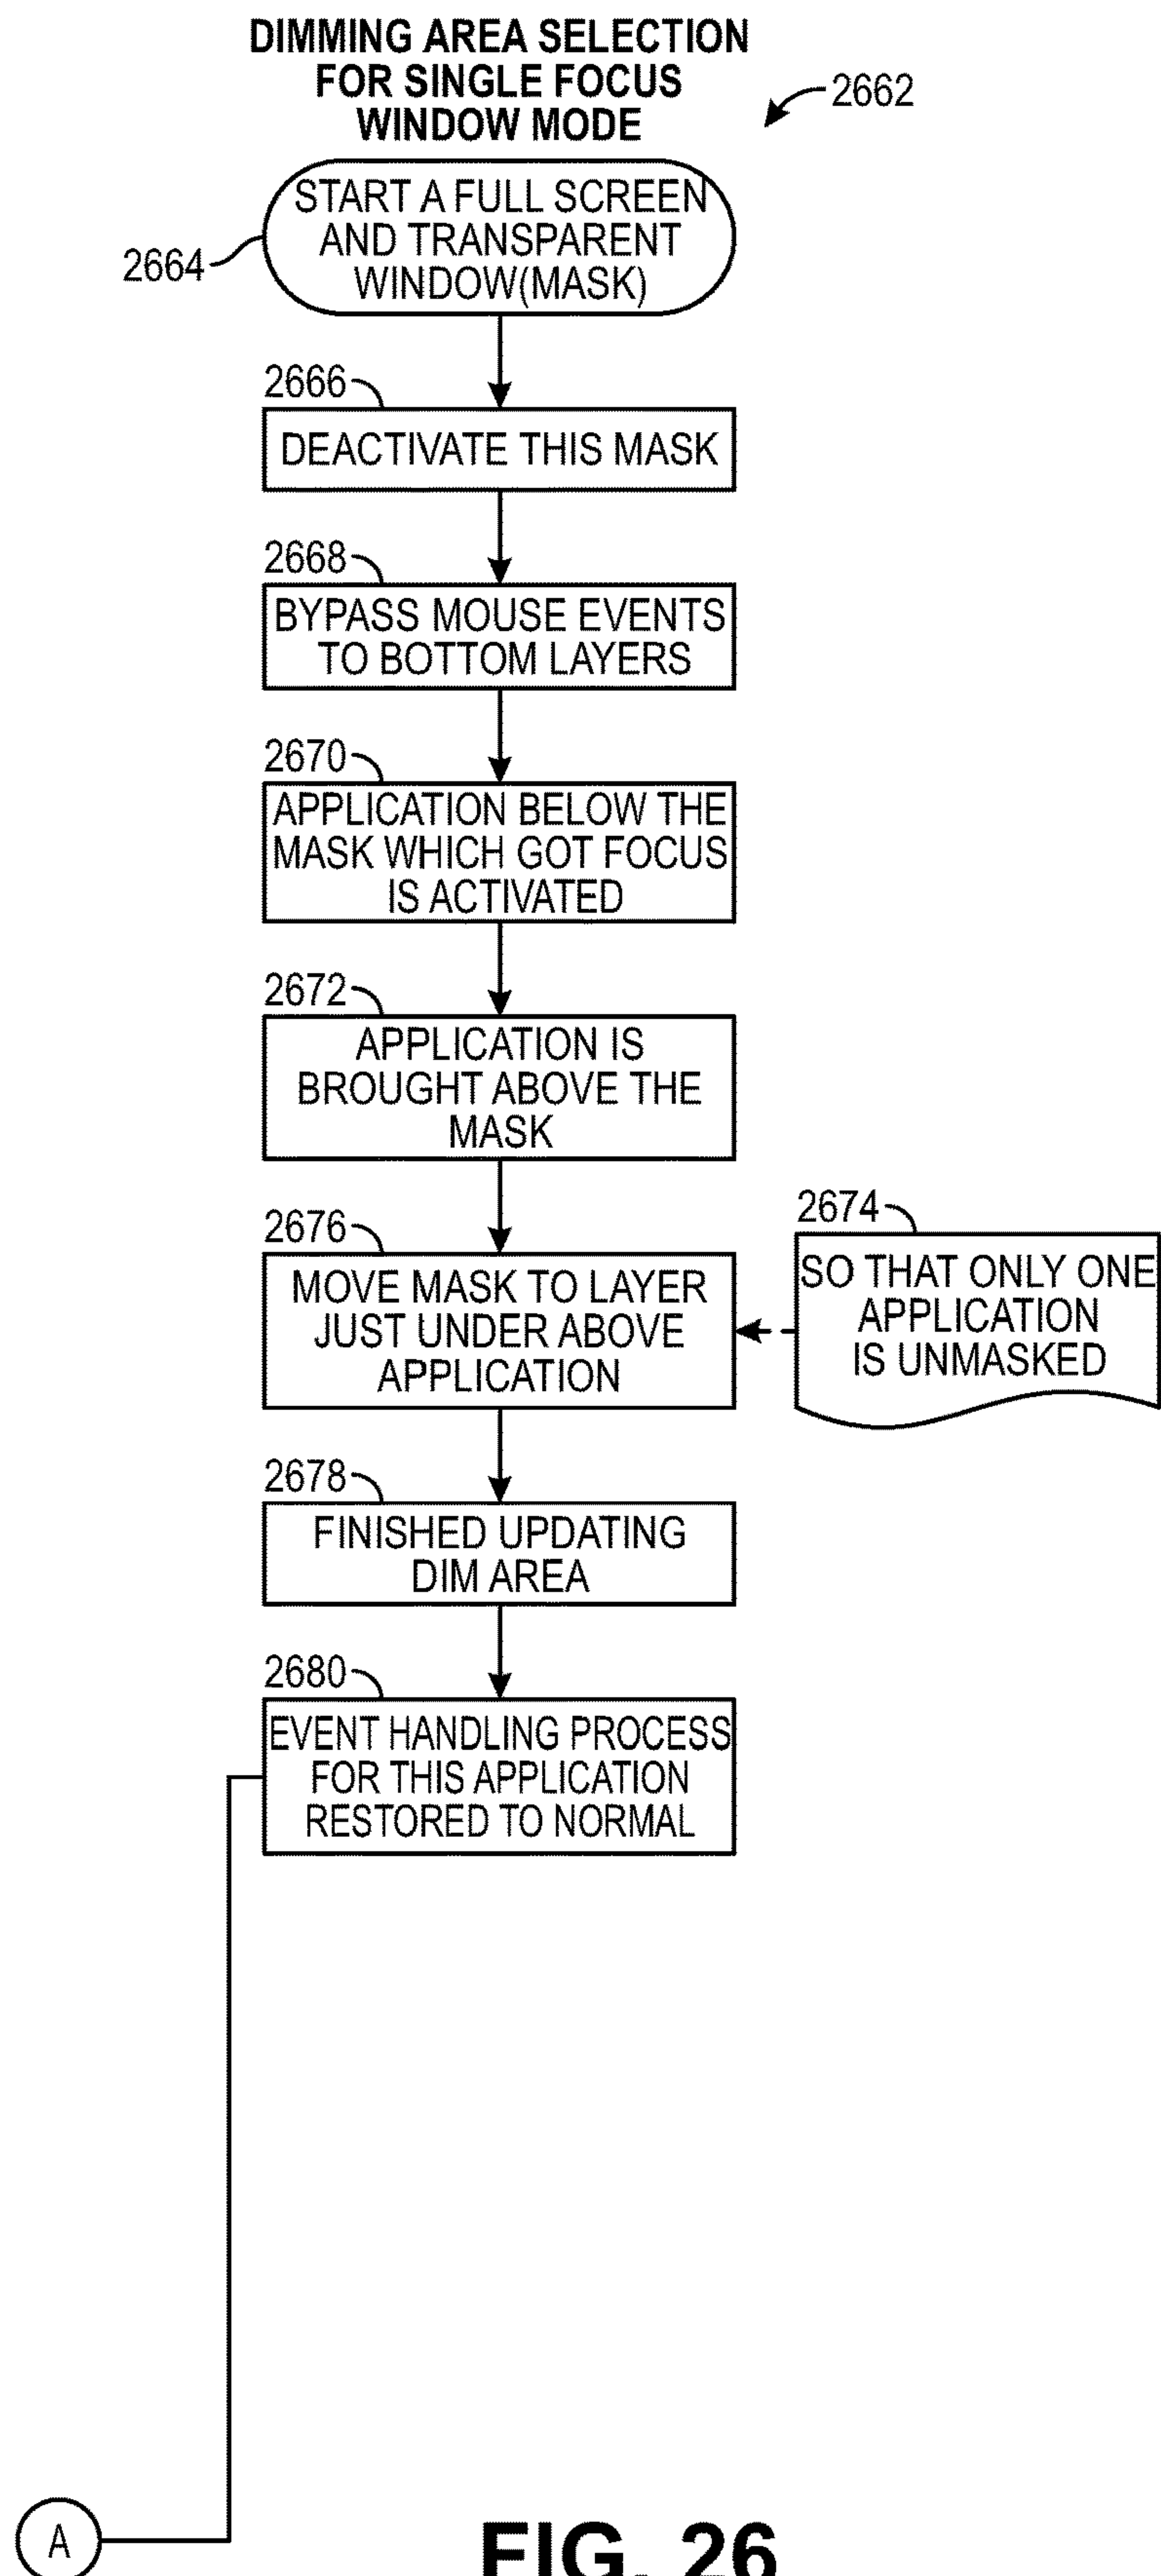 DIMMING AREA SELECTION
FOR SINGLE FOCUS
WINDOW MODE
2662
START A FULL SCREEN
AND TRANSPARENT
WINDOW(MASK)
2664
2666
DEACTIVATE THIS MASK
2668
BYPASS MOUSE EVENTS
TO BOTTOM LAYERS
2670
APPLICATION BELOW THE
MASK WHICH GOT FOCUS
IS ACTIVATED
2672
APPLICATION IS
BROUGHT ABOVE THE
MASK
2676
MOVE MASK TO LAYER
JUST UNDER ABOVE
APPLICATION
2674
SO THAT ONLY ONE
APPLICATION
IS UNMASKED
2678
FINISHED UPDATING
DIM AREA
2680
EVENT HANDLING PROCESS
FOR THIS APPLICATION
RESTORED TO NORMAL
A
FIG. 26